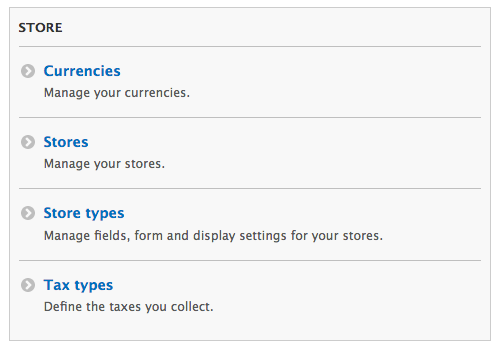 STORE
Currencies
Manage your currencies.
Stores
Manage your stores.
Store types
Manage fields, form and display settings for your stores.
Tax types
Define the taxes you collect.